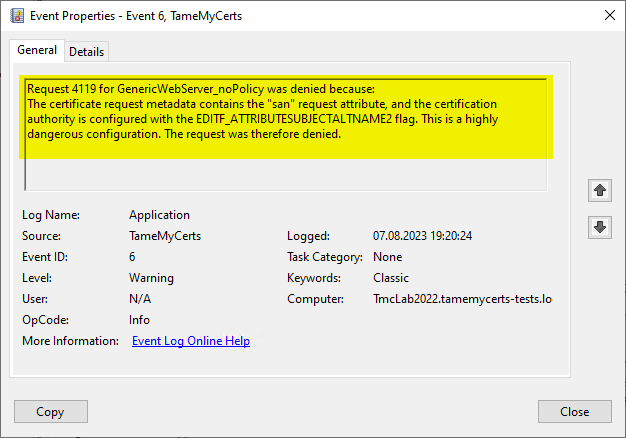 Event Properties - Event 6, TameMyCerts
General Details
Request 4119 for GenericWebServer_noPolicy was denied because:
The certificate request metadata contains the "san" request attribute, and the certification
authority is configured with the EDITF_ATTRIBUTESUBJECTALTNAME2 flag. This is a highly
dangerous configuration. The request was therefore denied.
Log Name: Application
Source: TameMyCerts Logged: 07.08.2023 19:20:24
Event ID: 6 Task Category: None
Level: Warning Keywords: Classic
User: N/A Computer: TmcLab2022.tamemycerts-tests.lo
OpCode: Info
More Information: Event Log Online Help
Copy Close